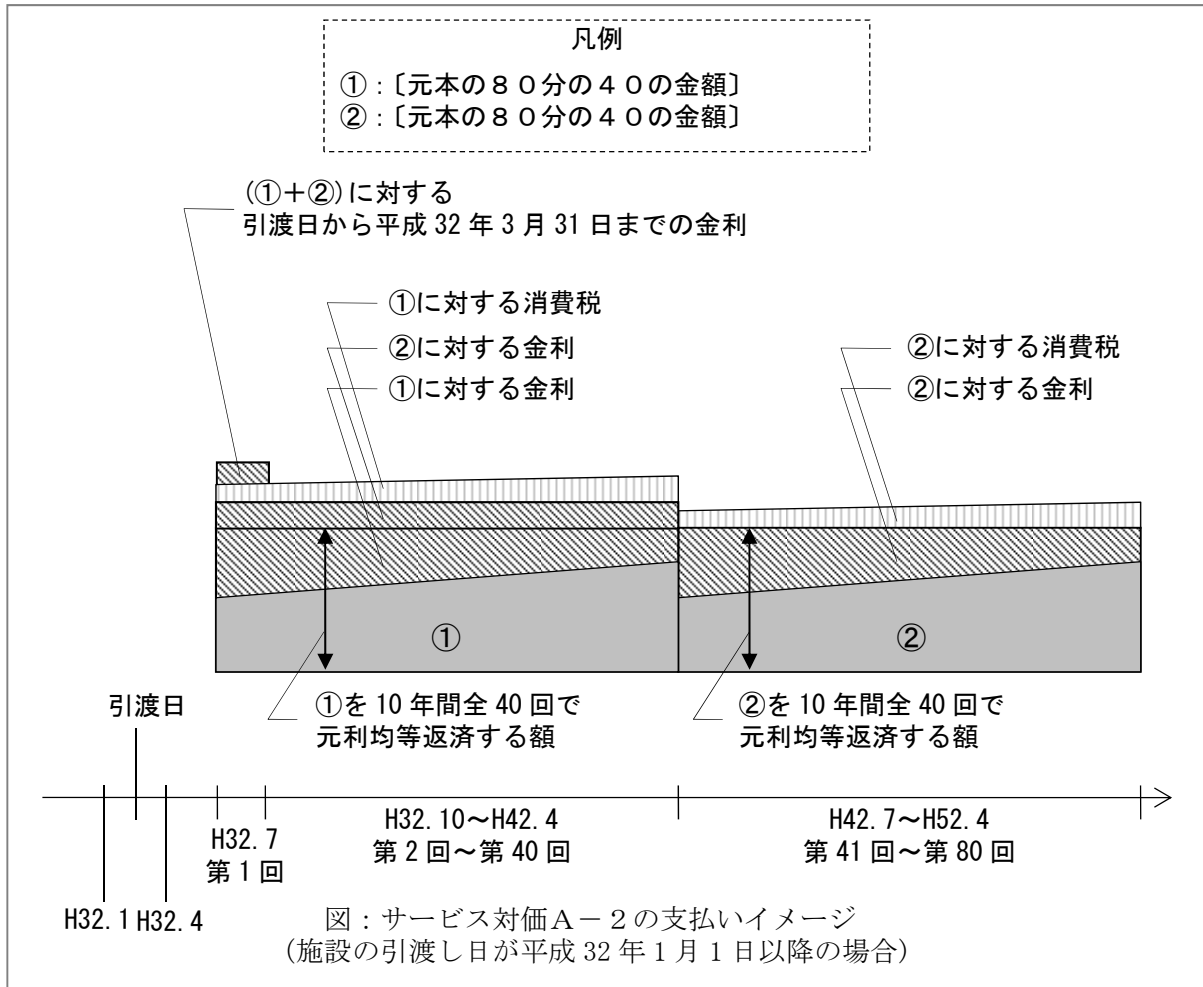 凡例
①：〔元本の８０分の４０の金額〕
②：〔元本の８０分の４０の金額〕
(①＋②)に対する
引渡日から平成 32 年 3 月 31 日までの金利
①に対する消費税
②に対する金利
①に対する金利
②に対する消費税
②に対する金利
①
②
①を 10 年間全 40 回で
元利均等返済する額
②を 10 年間全 40 回で
元利均等返済する額
引渡日
H32.7
第 1 回
H32.10～H42.4
第 2 回～第 40 回
H42.7～H52.4
第 41 回～第 80 回
H32.1
H32.4
図：サービス対価Ａ－２の支払いイメージ
(施設の引渡し日が平成 32 年 1 月 1 日以降の場合)